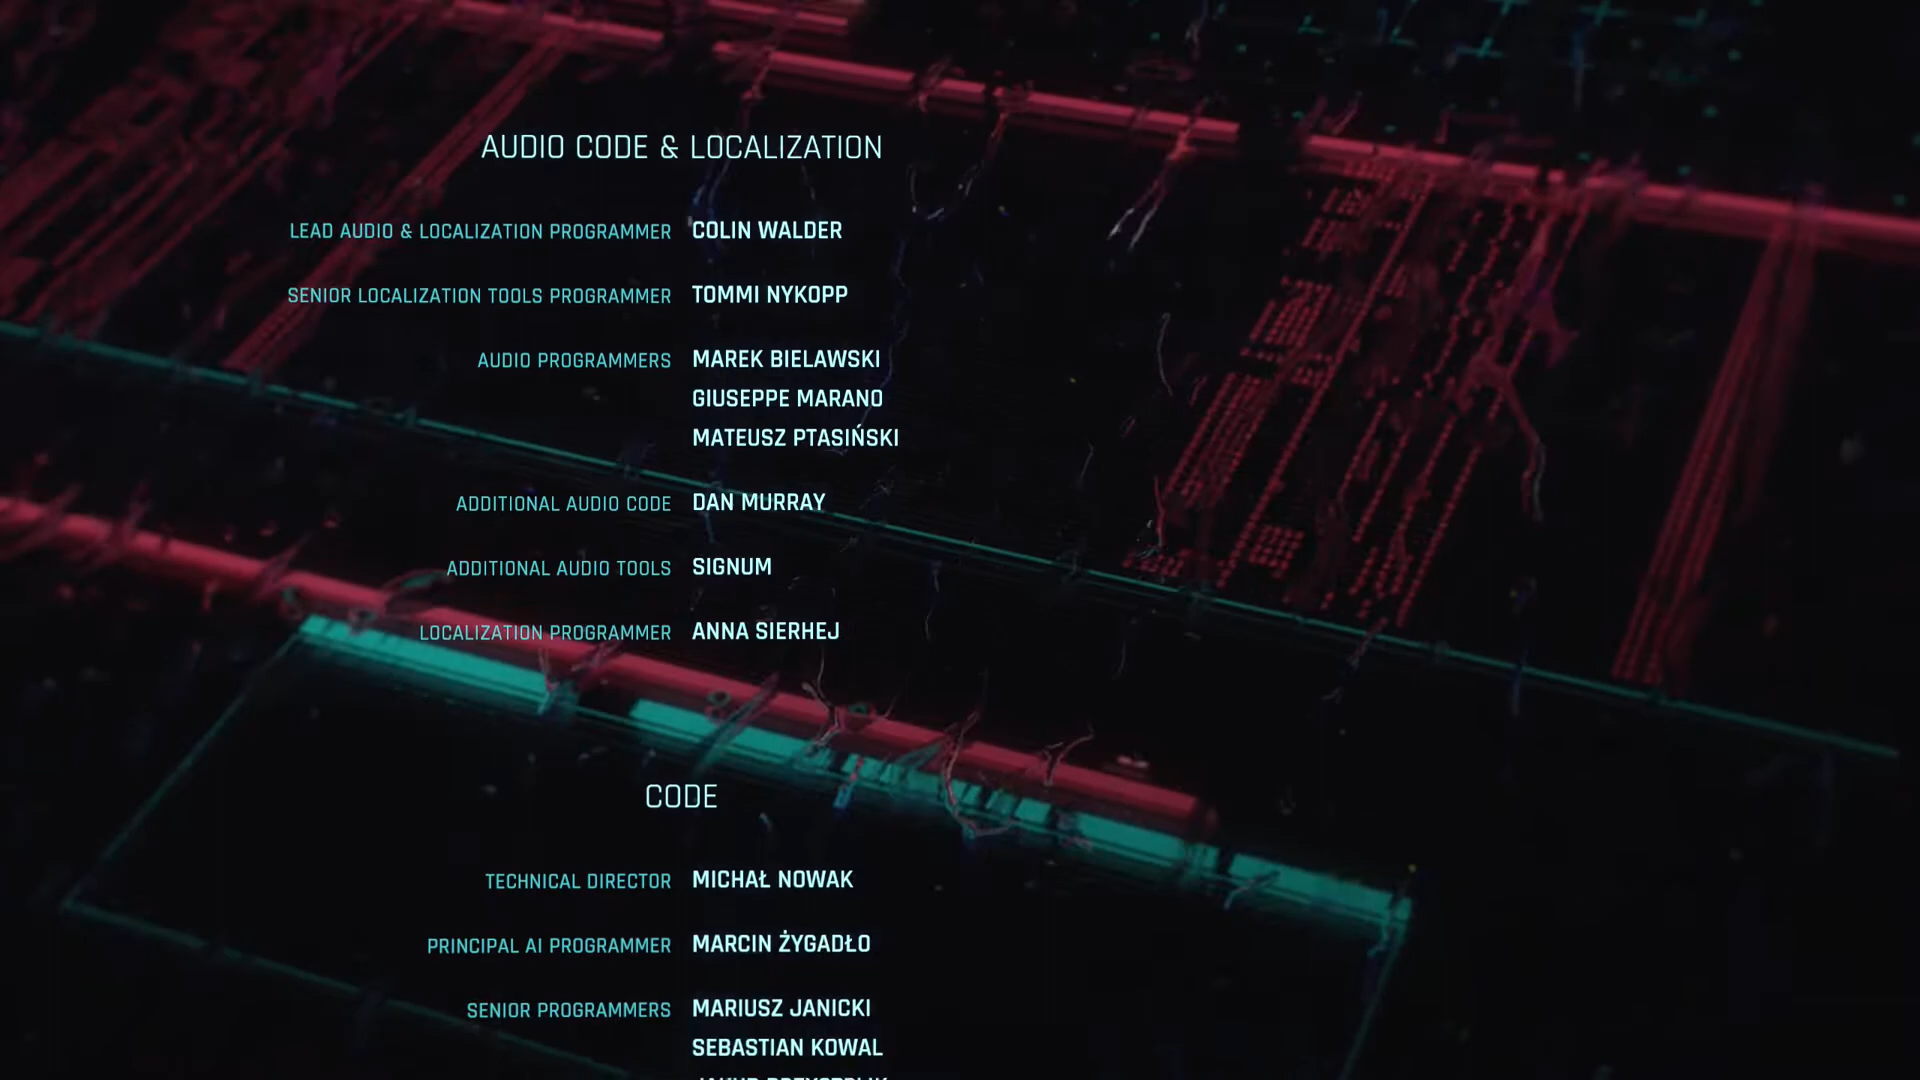 AUDIO CODE & LOCALIZATION
LEAD AUDIO & LOCALIZATION PROGRAMMER COLIN WALDER
SENIOR LOCALIZATION TOOLS PROGRAMMER TOMMI NYKOPP
AUDIO PROGRAMMERS MAREK BIELAWSKI
GIUSEPPE MARANO
MATEUSZ PTASIŃSKI
ADDITIONAL AUDIO CODE DAN MURRAY
ADDITIONAL AUDIO TOOLS SIGNUM
LOCALIZATION PROGRAMMER ANNA SIERHEJ
CODE
TECHNICAL DIRECTOR MICHAŁ NOWAK
PRINCIPAL AI PROGRAMMER MARCIN ŻYGADŁO
SENIOR PROGRAMMERS MARIUSZ JANICKI
SEBASTIAN KOWAL